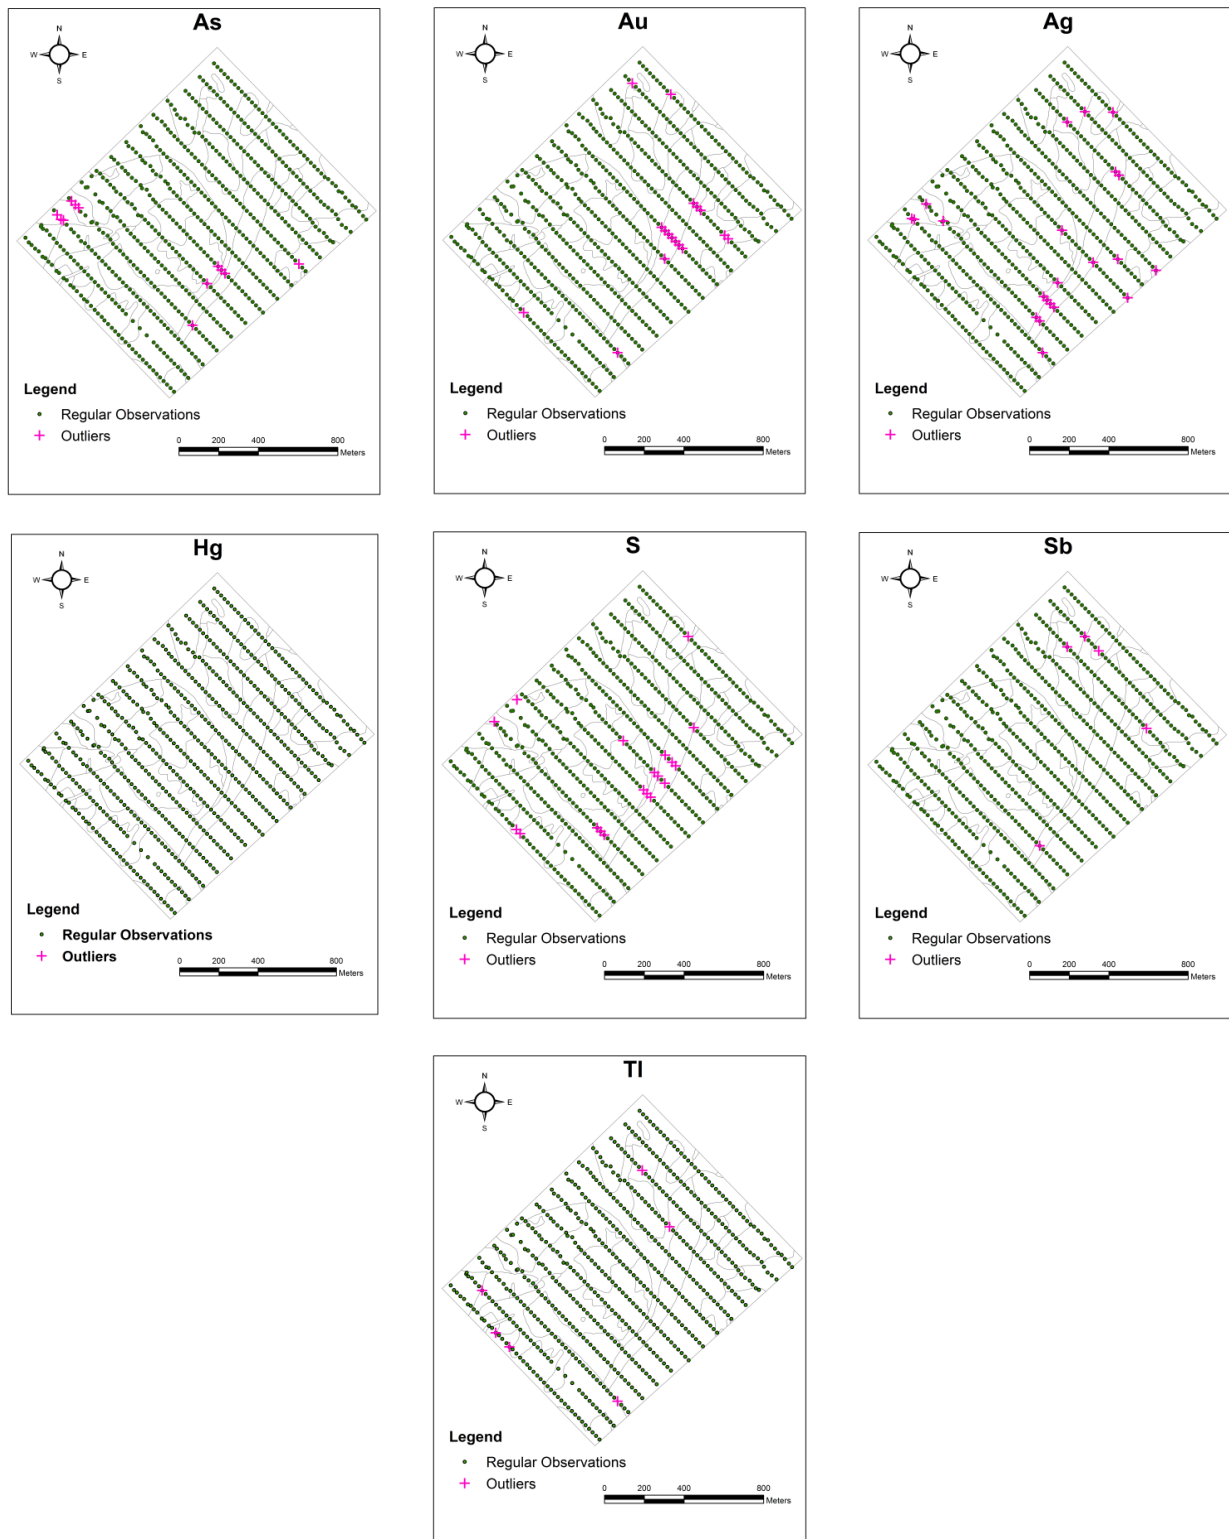 As
N
W E
S
Legend
Regular Observations
Outliers
0 200 400 800
Meters
Au
N
W E
S
Legend
Regular Observations
Outliers
0 200 400 800
Meters
Ag
N
W E
S
Legend
Regular Observations
Outliers
0 200 400 800
Meters
Hg
N
W E
S
Legend
Regular Observations
Outliers
0 200 400 800
Meters
S
N
W E
S
Legend
Regular Observations
Outliers
0 200 400 800
Meters
Sb
N
W E
S
Legend
Regular Observations
Outliers
0 200 400 800
Meters
Tl
N
W E
S
Legend
Regular Observations
Outliers
0 200 400 800
Meters